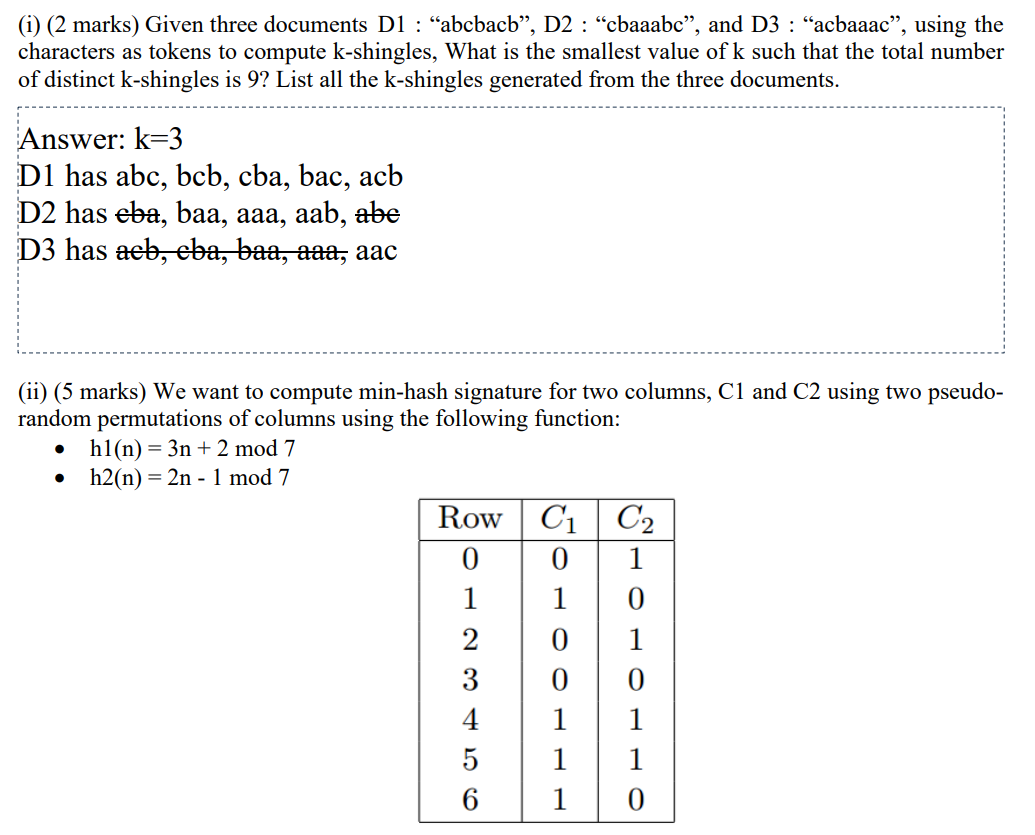 (i) (2 marks) Given three documents D1 : “abcbacb”, D2 : “cbaaabc”, and D3 : “acbaaac”, using the
characters as tokens to compute k-shingles, What is the smallest value of k such that the total number
of distinct k-shingles is 9? List all the k-shingles generated from the three documents.
Answer: k=3
D1 has abc, bcb, cba, bac, acb
D2 has cba, baa, aaa, aab, abc
D3 has acb, cba, baa, aaa, aac
(ii) (5 marks) We want to compute min-hash signature for two columns, C1 and C2 using two pseudo-
random permutations of columns using the following function:
• h1(n) = 3n + 2 mod 7
• h2(n) = 2n - 1 mod 7
Row C1 C2
0 0 1
1 1 0
2 0 1
3 0 0
4 1 1
5 1 1
6 1 0